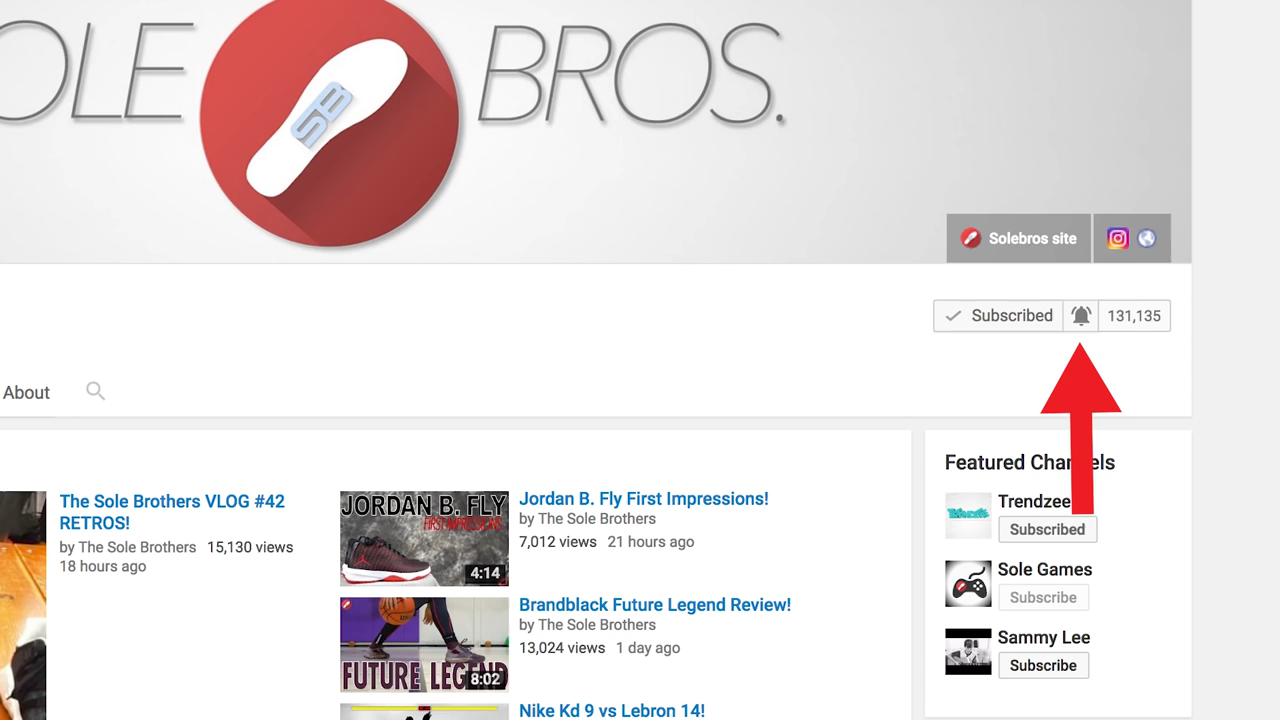 OLE BROS.
SB
Solebros site
Subscribed 131,135
About
Featured Cha els
The Sole Brothers VLOG #42
RETROS!
by The Sole Brothers 15,130 views
18 hours ago
JORDAN B. FLY
FIRST IMPRESSIONS
4:14
Jordan B. Fly First Impressions!
by The Sole Brothers
7,012 views 21 hours ago
FUTURE LEGEND
8:02
Brandblack Future Legend Review!
by The Sole Brothers
13,024 views 1 day ago
Nike Kd 9 vs Lebron 14!
Trendzee
Subscribed
Sole Games
Subscribe
Sammy Lee
Subscribe